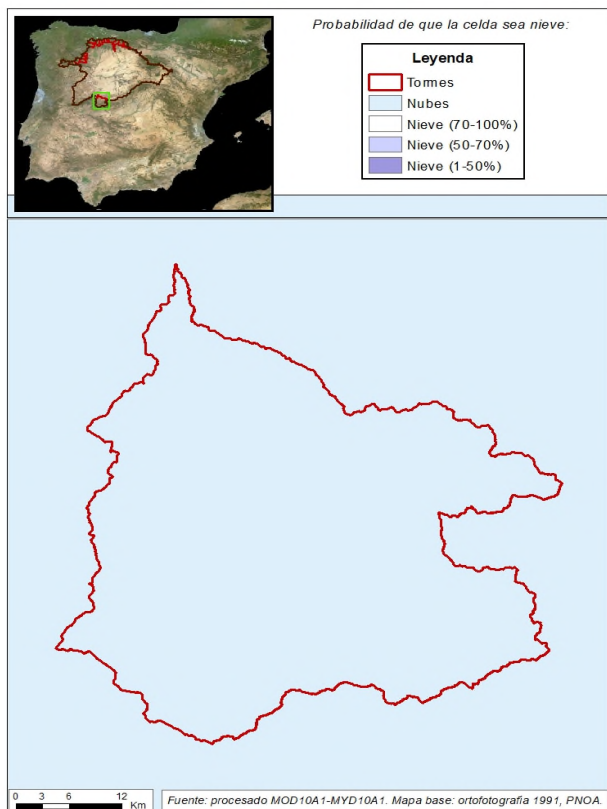 Probabilidad de que la celda sea nieve:
Leyenda
Tormes
Nubes
Nieve (70-100%)
Nieve (50-70%)
Nieve (1-50%)
0 3 6 12
Km
Fuente: procesado MOD10A1-MYD10A1. Mapa base: ortofotografia 1991, PNOA